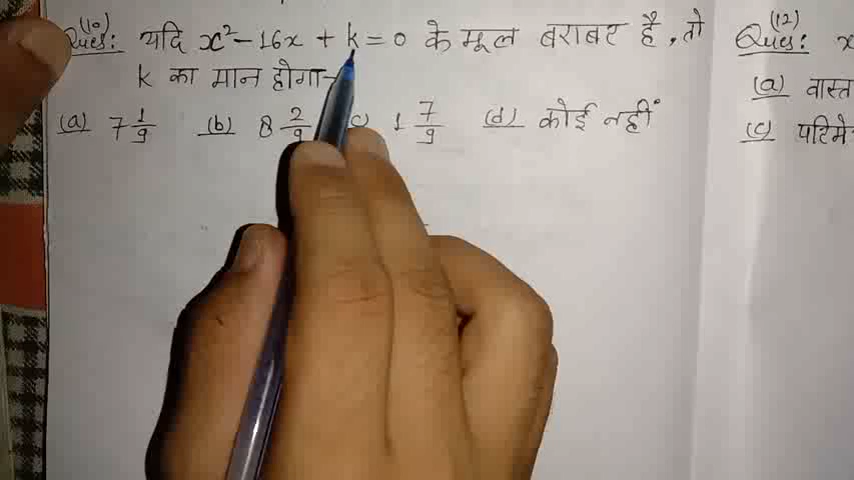 (10)
Ques: यदि x² - 16x + k = 0 के मूल बराबर है, तो
k का मान होगा-
(a) 7 1/9 (b) 8 2/9 (c) 1 7/9 (d) कोई नहीं
(12)
Ques: x
(a) वास्त
(c) परिमे